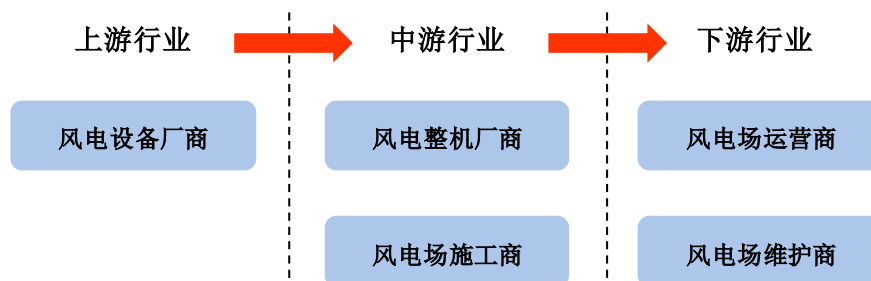 上游行业
中游行业
下游行业
风电设备厂商
风电整机厂商
风电场运营商
风电场施工商
风电场维护商